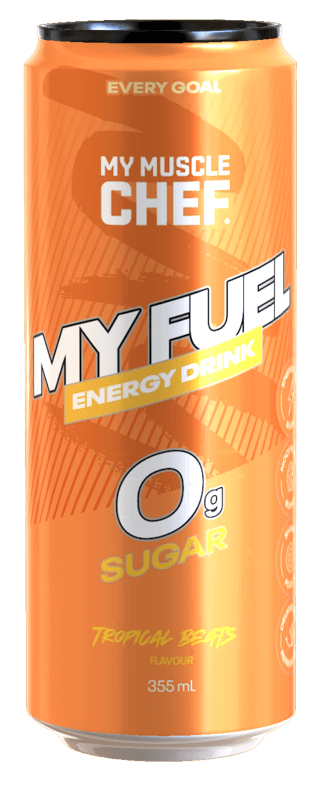 EVERY GOAL
MY MUSCLE
CHEF.
MY FUEL
ENERGY DRINK
0g
SUGAR
TROPICAL BEATS
FLAVOUR
355 mL